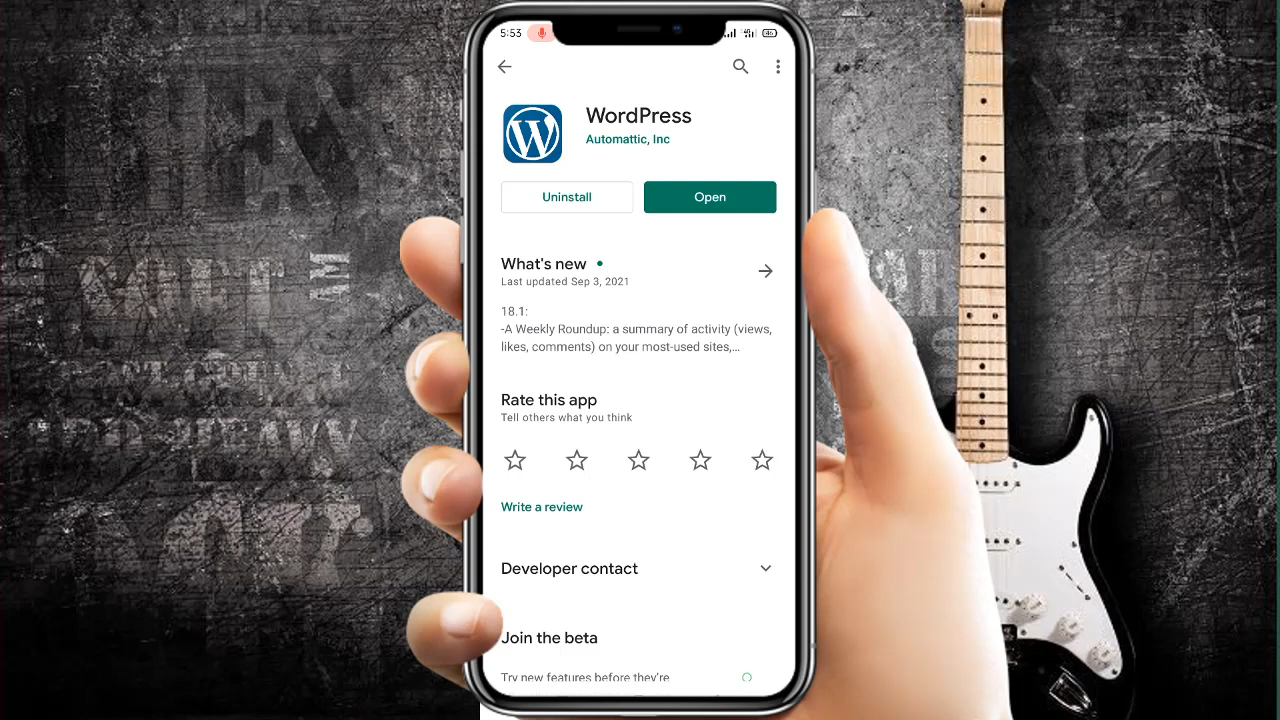 5:53
WordPress
Automattic, Inc
Uninstall
Open
What's new
Last updated Sep 3, 2021
18.1:
-A Weekly Roundup: a summary of activity (views,
likes, comments) on your most-used sites,...
Rate this app
Tell others what you think
Write a review
Developer contact
Join the beta
Try new features before they're